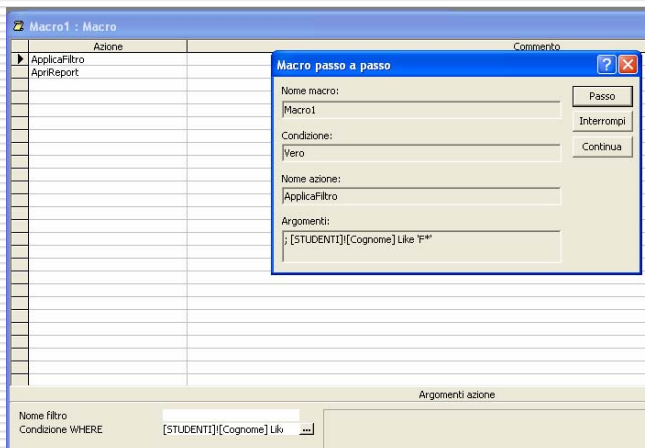 Macro1 : Macro
Azione Commento
ApplicaFiltro
ApriReport
Macro passo a passo
Nome macro:
Macro1
Passo
Interrompi
Condizione:
Vero
Continua
Nome azione:
ApplicaFiltro
Argomenti:
; [STUDENTI]![Cognome] Like 'F*'
Argomenti azione
Nome filtro
Condizione WHERE [STUDENTI]![Cognome] Lik ...